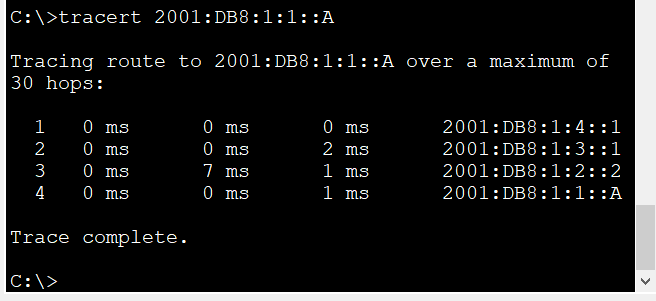 C:\>tracert 2001:DB8:1:1::A
Tracing route to 2001:DB8:1:1::A over a maximum of
30 hops:
1 0 ms 0 ms 0 ms 2001:DB8:1:4::1
2 0 ms 0 ms 2 ms 2001:DB8:1:3::1
3 0 ms 7 ms 1 ms 2001:DB8:1:2::2
4 0 ms 0 ms 1 ms 2001:DB8:1:1::A
Trace complete.
C:\>